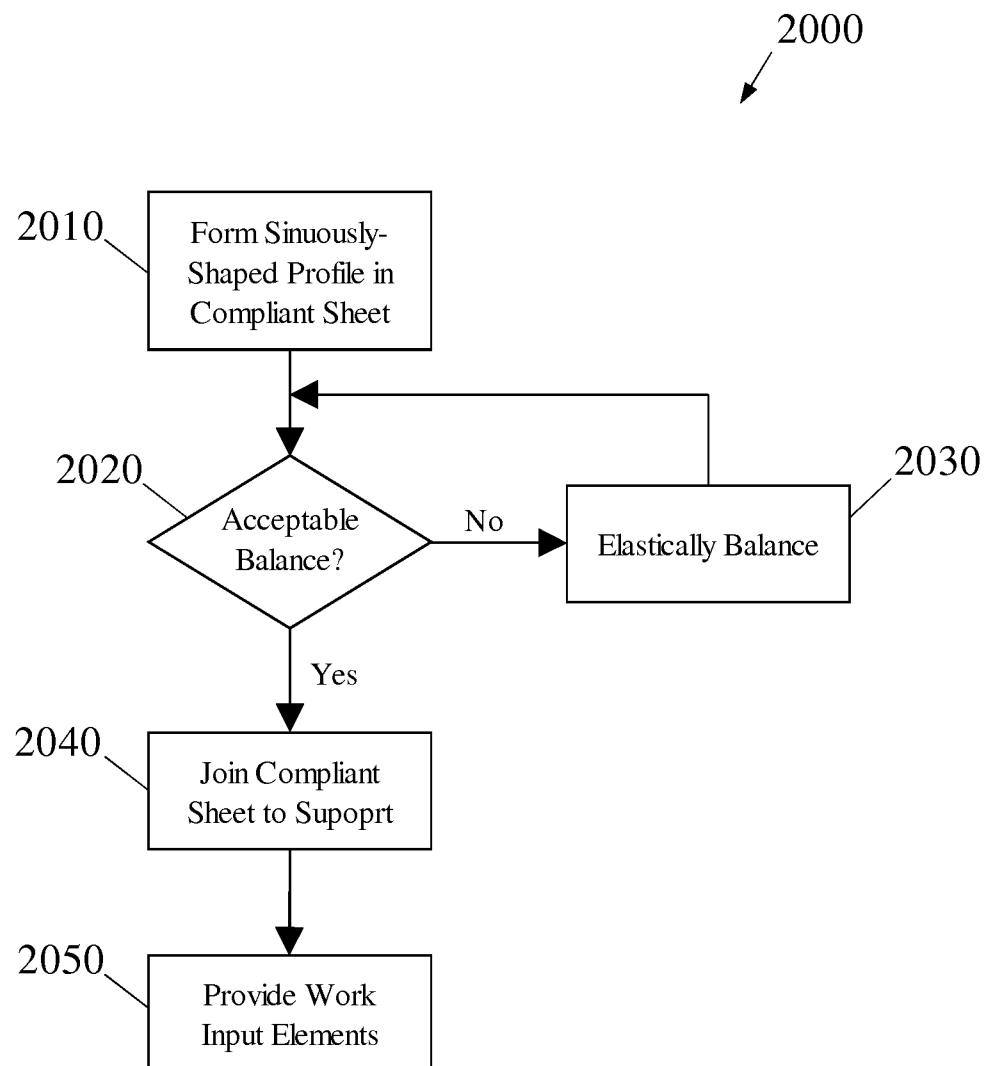 2000
2010
Form Sinuously-
Shaped Profile in
Compliant Sheet
2020
Acceptable
Balance?
No
2030
Elastically Balance
Yes
2040
Join Compliant
Sheet to Supoprt
2050
Provide Work
Input Elements